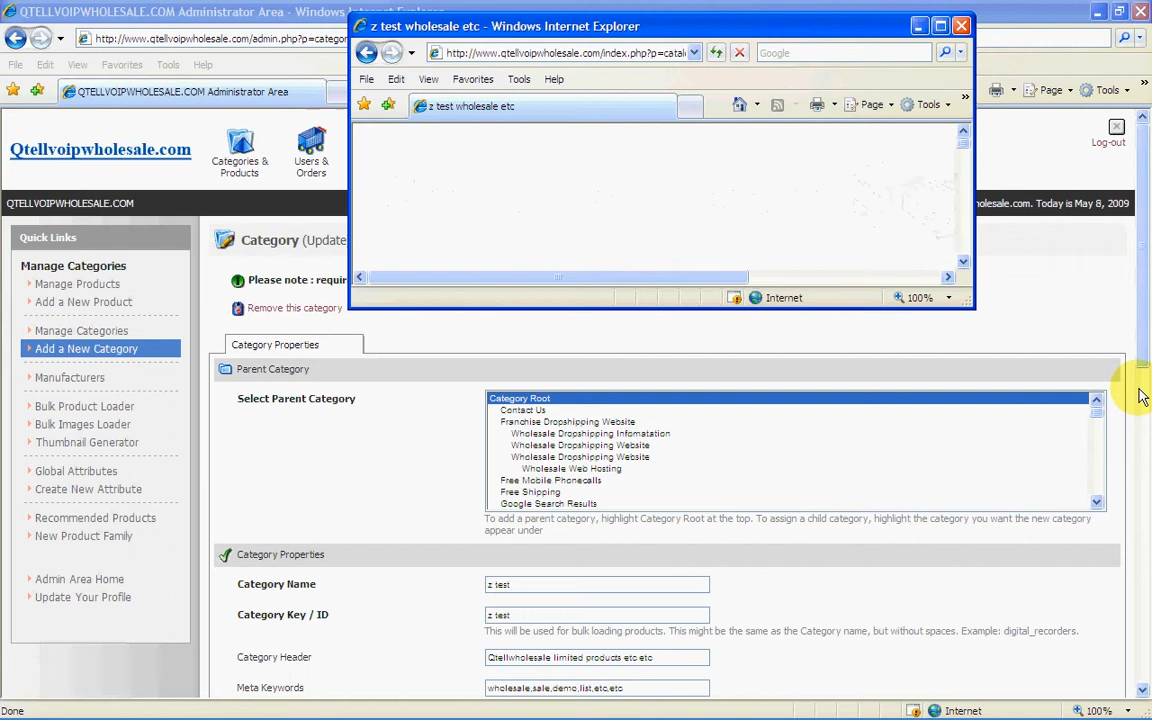 QTELLVOIPWHOLESALE.COM Administrator Area - Windows Internet Explorer
http://www.qtellvoipwholesale.com/admin.php?p=categor
File Edit View Favorites Tools Help
QTELLVOIPWHOLESALE.COM Administrator Area
Page Tools
z test wholesale etc - Windows Internet Explorer
http://www.qtellvoipwholesale.com/index.php?p=catal
Google
File Edit View Favorites Tools Help
z test wholesale etc
Page Tools
Internet 100%
Qtellvoipwholesale.com
Categories & Products
Users & Orders
Log-out
QTELLVOIPWHOLESALE.COM
olesale.com. Today is May 8, 2009
Quick Links
Manage Categories
Manage Products
Add a New Product
Manage Categories
Add a New Category
Manufacturers
Bulk Product Loader
Bulk Images Loader
Thumbnail Generator
Global Attributes
Create New Attribute
Recommended Products
New Product Family
Admin Area Home
Update Your Profile
Category (Update
Please note : requir
Remove this category
Category Properties
Parent Category
Select Parent Category
Category Root
Contact Us
Franchise Dropshipping Website
Wholesale Dropshipping Infomatation
Wholesale Dropshipping Website
Wholesale Dropshipping Website
Wholesale Web Hosting
Free Mobile Phonecalls
Free Shipping
Google Search Results
To add a parent category, highlight Category Root at the top. To assign a child category, highlight the category you want the new category
appear under
Category Properties
Category Name z test
Category Key / ID z test
This will be used for bulk loading products. This might be the same as the Category name, but without spaces. Example: digital_recorders.
Category Header Qtellwholesale limited products etc etc
Meta Keywords wholesale,sale,demo,list,etc,etc
Done Internet 100%